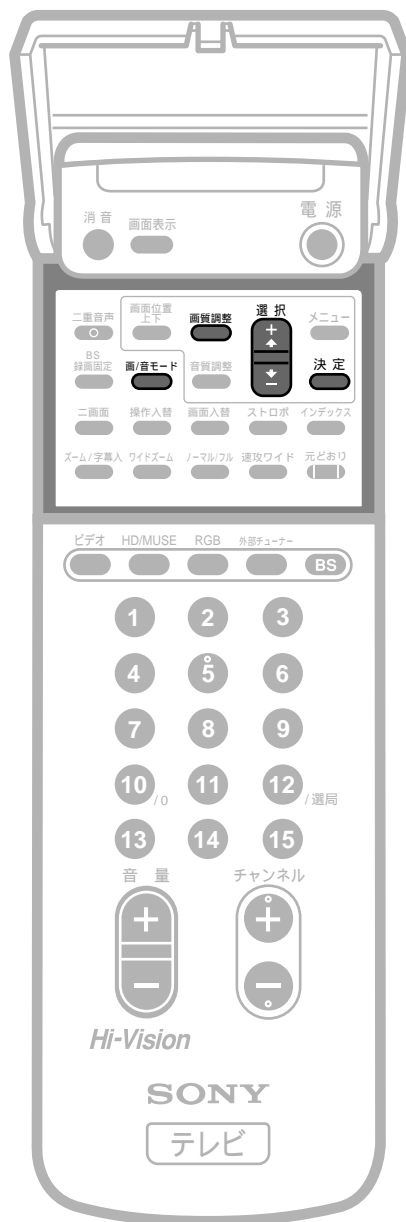 消音 画面表示 電源
二重音声 画面位置上下 画質調整 選択 メニュー
+
BS録画固定 画/音モード 音質調整 決定
−
二画面 操作入替 画面入替 ストロボ インデックス
ズーム/字幕入 ワイドズーム ノーマル/フル 速攻ワイド 元どおり
ビデオ HD/MUSE RGB 外部チューナー BS
1 2 3
4 5 6
7 8 9
10/0 11 12/選局
13 14 15
音量 チャンネル
+ +
− −
Hi-Vision
SONY
テレビ